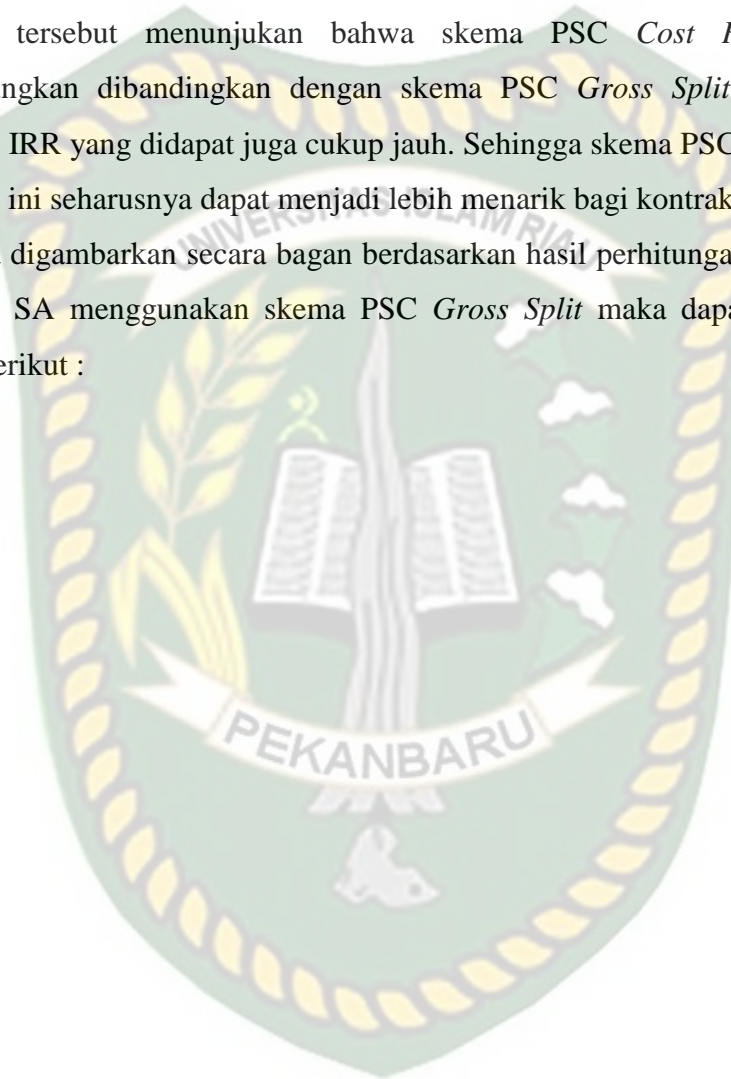 tersebut menunjukan bahwa skema PSC Cost
ungkan dibandingkan dengan skema PSC Gross Split
IRR yang didapat juga cukup jauh. Sehingga skema PSC
ini seharusnya dapat menjadi lebih menarik bagi kontrak
digambarkan secara bagan berdasarkan hasil perhitunga
SA menggunakan skema PSC Gross Split maka dapa
erikut :
UNIVERSITAS ISLAM RIAU
PEKANBARU